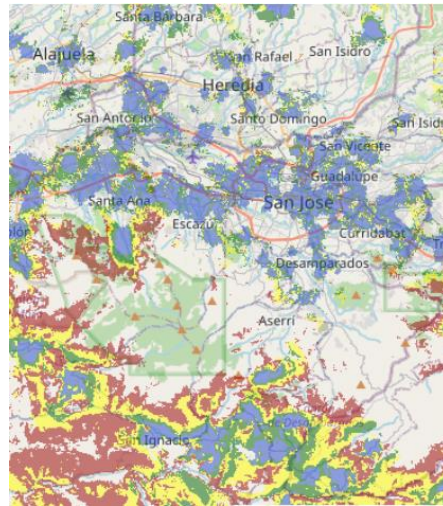 Santa Bárbara
Alajuela
San Rafael
San Isidro
Heredia
San Antonio
Santo Domingo
San Isid
San Vicente
Guadalupe
Santa Ana
San José
Escazú
Curridabat
Desamparados
Aserrí
San Ignacio